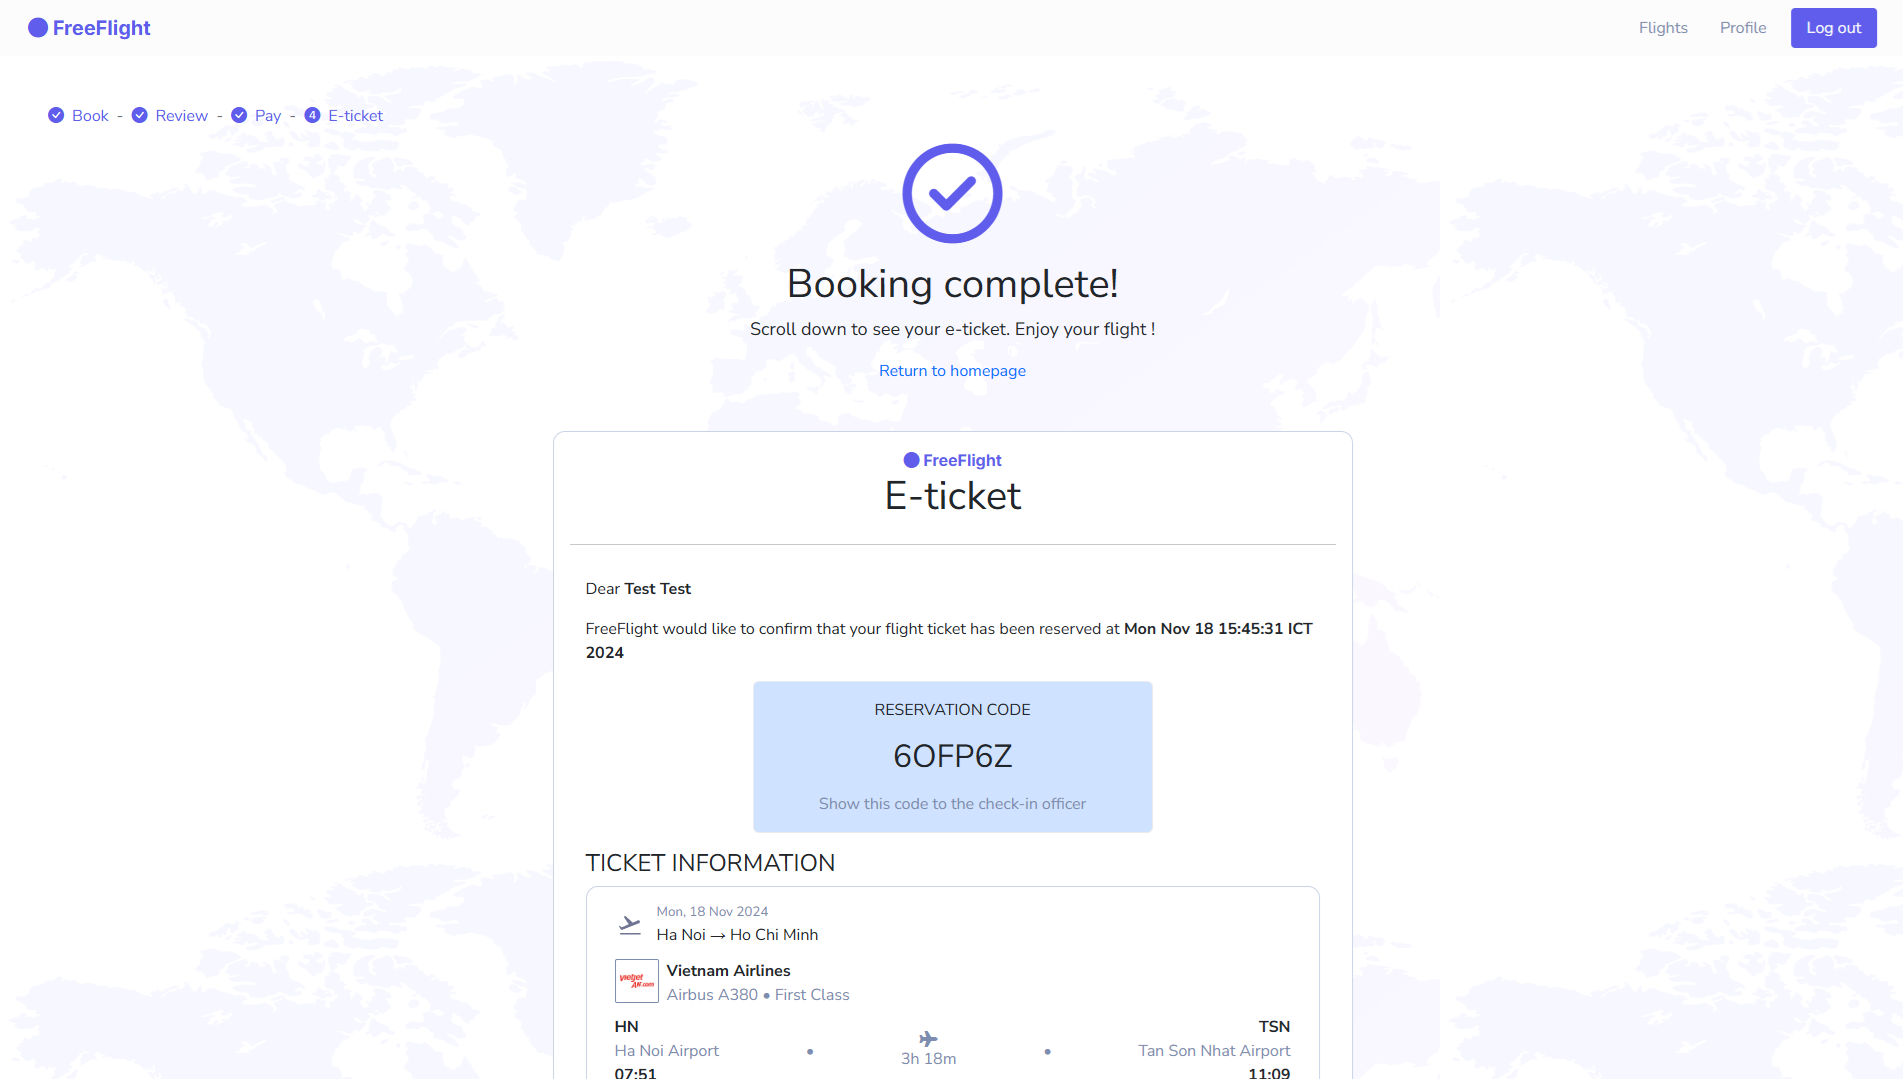 FreeFlight
Flights
Profile
Log out
Book - Review - Pay - 4 E-ticket
Booking complete!
Scroll down to see your e-ticket. Enjoy your flight !
Return to homepage
FreeFlight
E-ticket
Dear Test Test
FreeFlight would like to confirm that your flight ticket has been reserved at Mon Nov 18 15:45:31 ICT
2024
RESERVATION CODE
6OFP6Z
Show this code to the check-in officer
TICKET INFORMATION
Mon, 18 Nov 2024
Ha Noi → Ho Chi Minh
vietjet
Air.com
Vietnam Airlines
Airbus A380 • First Class
HN
TSN
Ha Noi Airport
3h 18m
Tan Son Nhat Airport
07:51
11:09